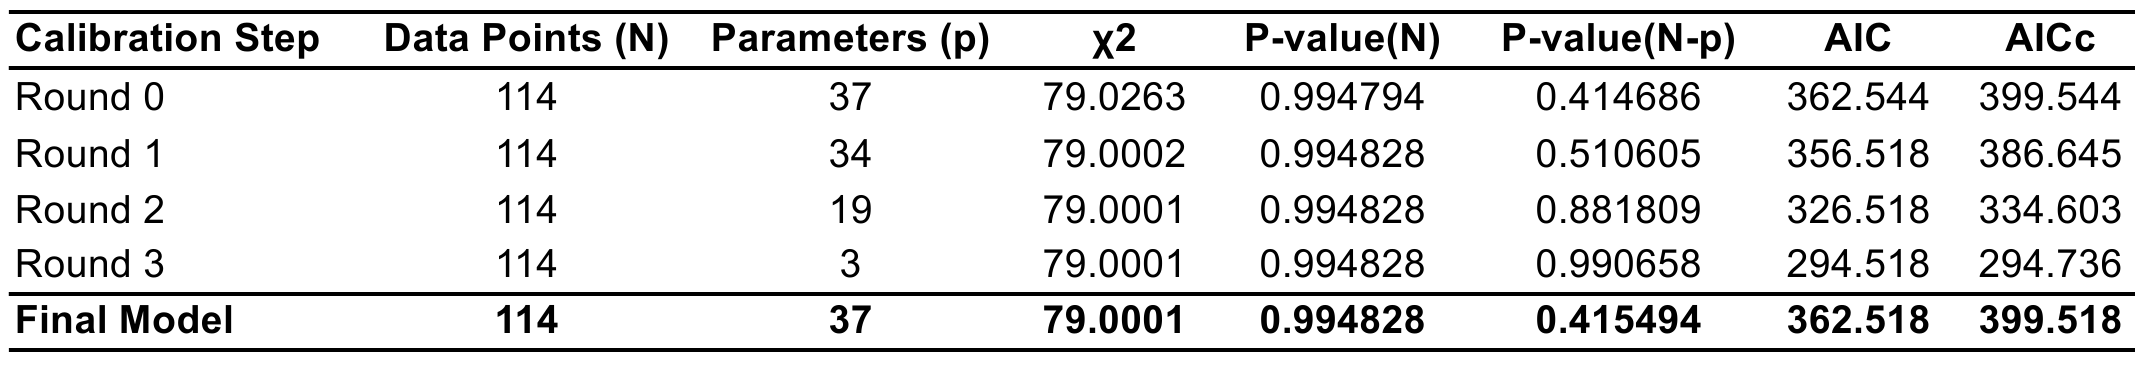 Calibration Step Data Points (N) Parameters (p) χ2 P-value(N) P-value(N-p) AIC AICc
Round 0 114 37 79.0263 0.994794 0.414686 362.544 399.544
Round 1 114 34 79.0002 0.994828 0.510605 356.518 386.645
Round 2 114 19 79.0001 0.994828 0.881809 326.518 334.603
Round 3 114 3 79.0001 0.994828 0.990658 294.518 294.736
Final Model 114 37 79.0001 0.994828 0.415494 362.518 399.518